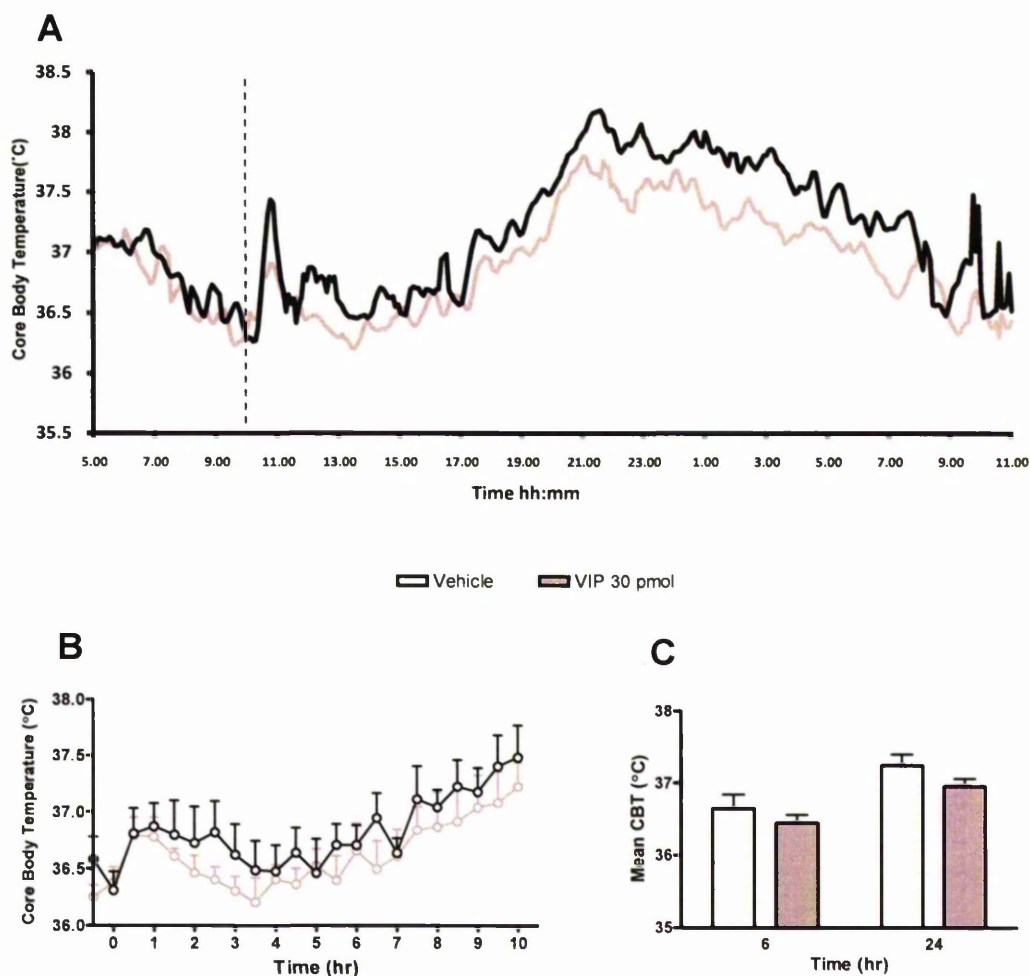 A
38.5
38
37.5
37
36.5
36
35.5
Core Body Temperature(˚C)
5.00 7.00 9.00 11.00 13.00 15.00 17.00 19.00 21.00 23.00 1.00 3.00 5.00 7.00 9.00 11.00
Time hh:mm
Vehicle VIP 30 pmol
B
38.0
37.5
37.0
36.5
36.0
Core Body Temperature (°C)
0 1 2 3 4 5 6 7 8 9 10
Time (hr)
C
38
37
36
35
Mean CBT (°C)
6 24
Time (hr)